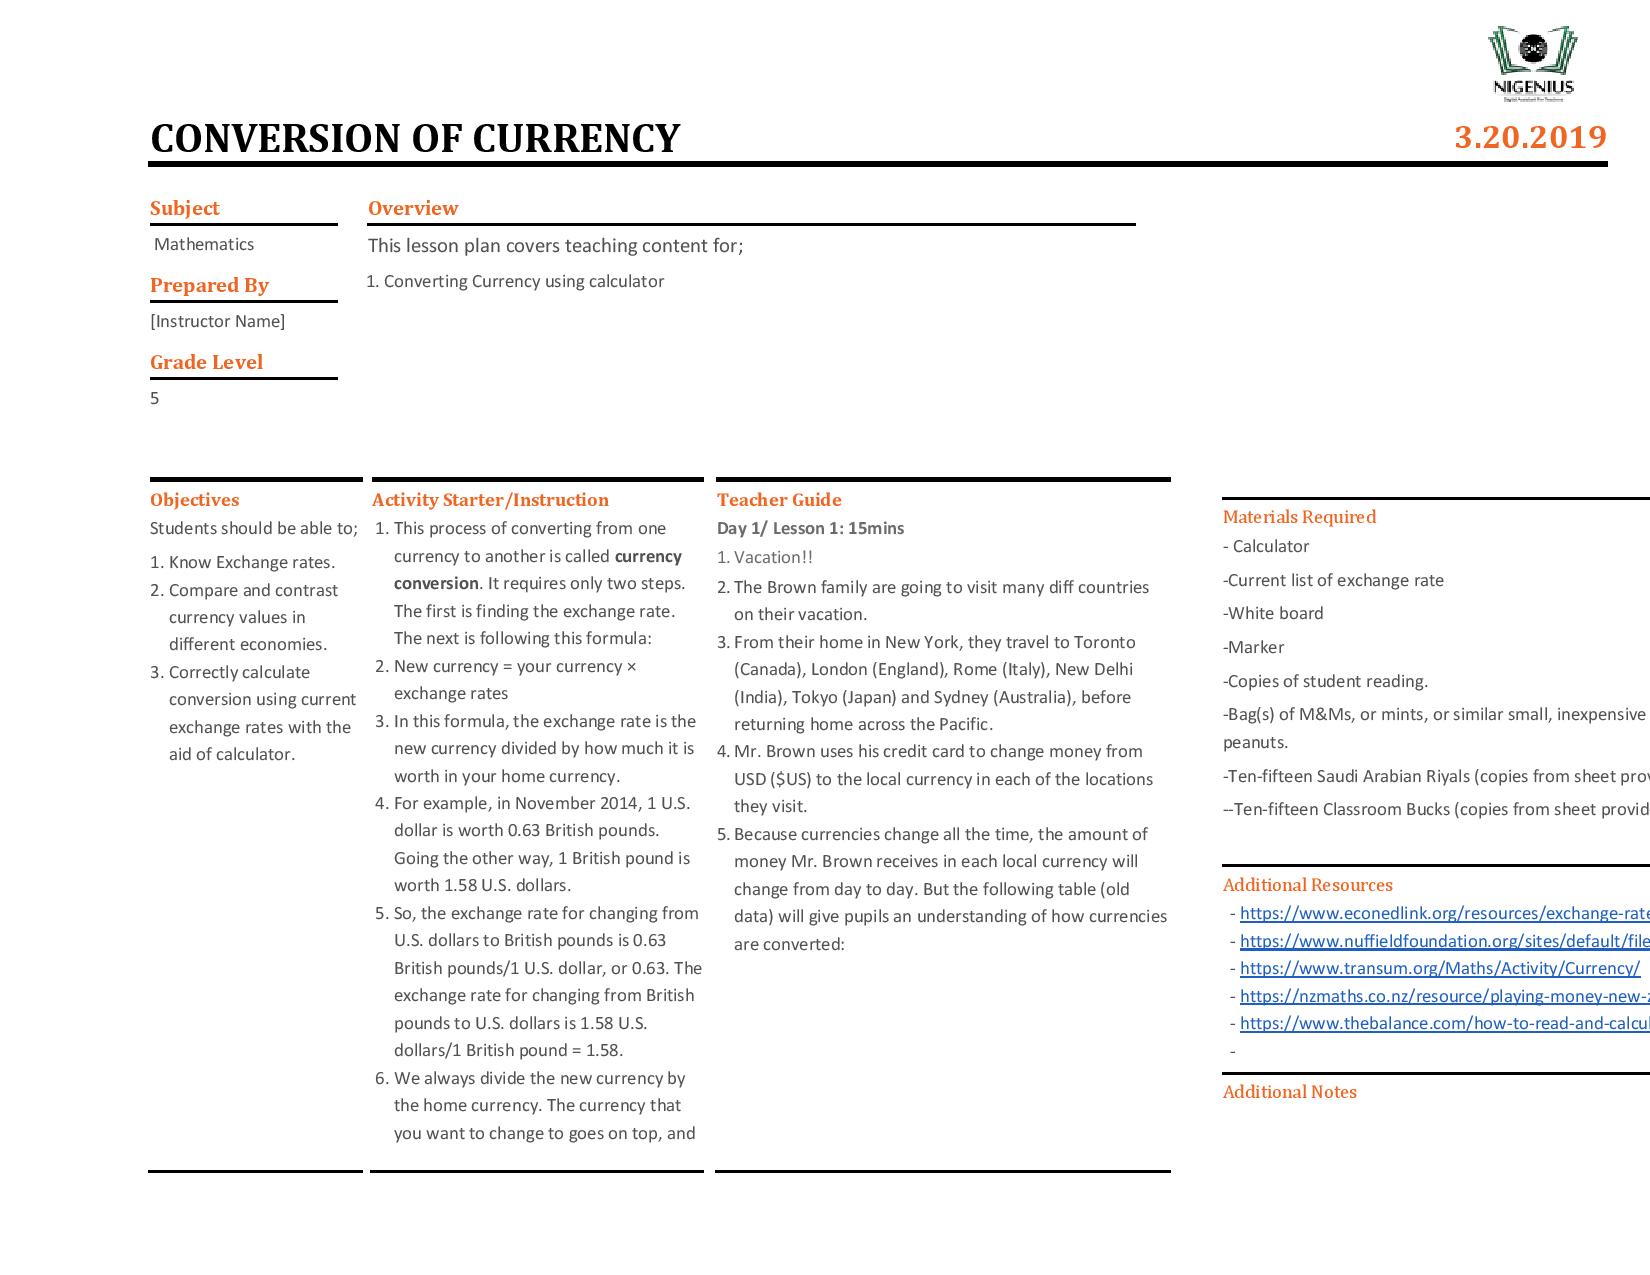 NIGENIUS
Digital Assistant For Teachers
CONVERSION OF CURRENCY
3.20.2019
Subject
Mathematics
Prepared By
[Instructor Name]
Grade Level
5
Overview
This lesson plan covers teaching content for;
1. Converting Currency using calculator
Objectives
Students should be able to;
1. Know Exchange rates.
2. Compare and contrast
currency values in
different economies.
3. Correctly calculate
conversion using current
exchange rates with the
aid of calculator.
Activity Starter/Instruction
1. This process of converting from one
currency to another is called currency
conversion. It requires only two steps.
The first is finding the exchange rate.
The next is following this formula:
2. New currency = your currency ×
exchange rates
3. In this formula, the exchange rate is the
new currency divided by how much it is
worth in your home currency.
4. For example, in November 2014, 1 U.S.
dollar is worth 0.63 British pounds.
Going the other way, 1 British pound is
worth 1.58 U.S. dollars.
5. So, the exchange rate for changing from
U.S. dollars to British pounds is 0.63
British pounds/1 U.S. dollar, or 0.63. The
exchange rate for changing from British
pounds to U.S. dollars is 1.58 U.S.
dollars/1 British pound = 1.58.
6. We always divide the new currency by
the home currency. The currency that
you want to change to goes on top, and
Teacher Guide
Day 1/ Lesson 1: 15mins
1. Vacation!!
2. The Brown family are going to visit many diff countries
on their vacation.
3. From their home in New York, they travel to Toronto
(Canada), London (England), Rome (Italy), New Delhi
(India), Tokyo (Japan) and Sydney (Australia), before
returning home across the Pacific.
4. Mr. Brown uses his credit card to change money from
USD ($US) to the local currency in each of the locations
they visit.
5. Because currencies change all the time, the amount of
money Mr. Brown receives in each local currency will
change from day to day. But the following table (old
data) will give pupils an understanding of how currencies
are converted:
Materials Required
- Calculator
-Current list of exchange rate
-White board
-Marker
-Copies of student reading.
-Bag(s) of M&Ms, or mints, or similar small, inexpensive
peanuts.
-Ten-fifteen Saudi Arabian Riyals (copies from sheet prov
--Ten-fifteen Classroom Bucks (copies from sheet provid
Additional Resources
- https://www.econedlink.org/resources/exchange-rate
- https://www.nuffieldfoundation.org/sites/default/file
- https://www.transum.org/Maths/Activity/Currency/
- https://nzmaths.co.nz/resource/playing-money-new-z
- https://www.thebalance.com/how-to-read-and-calcul
-
Additional Notes